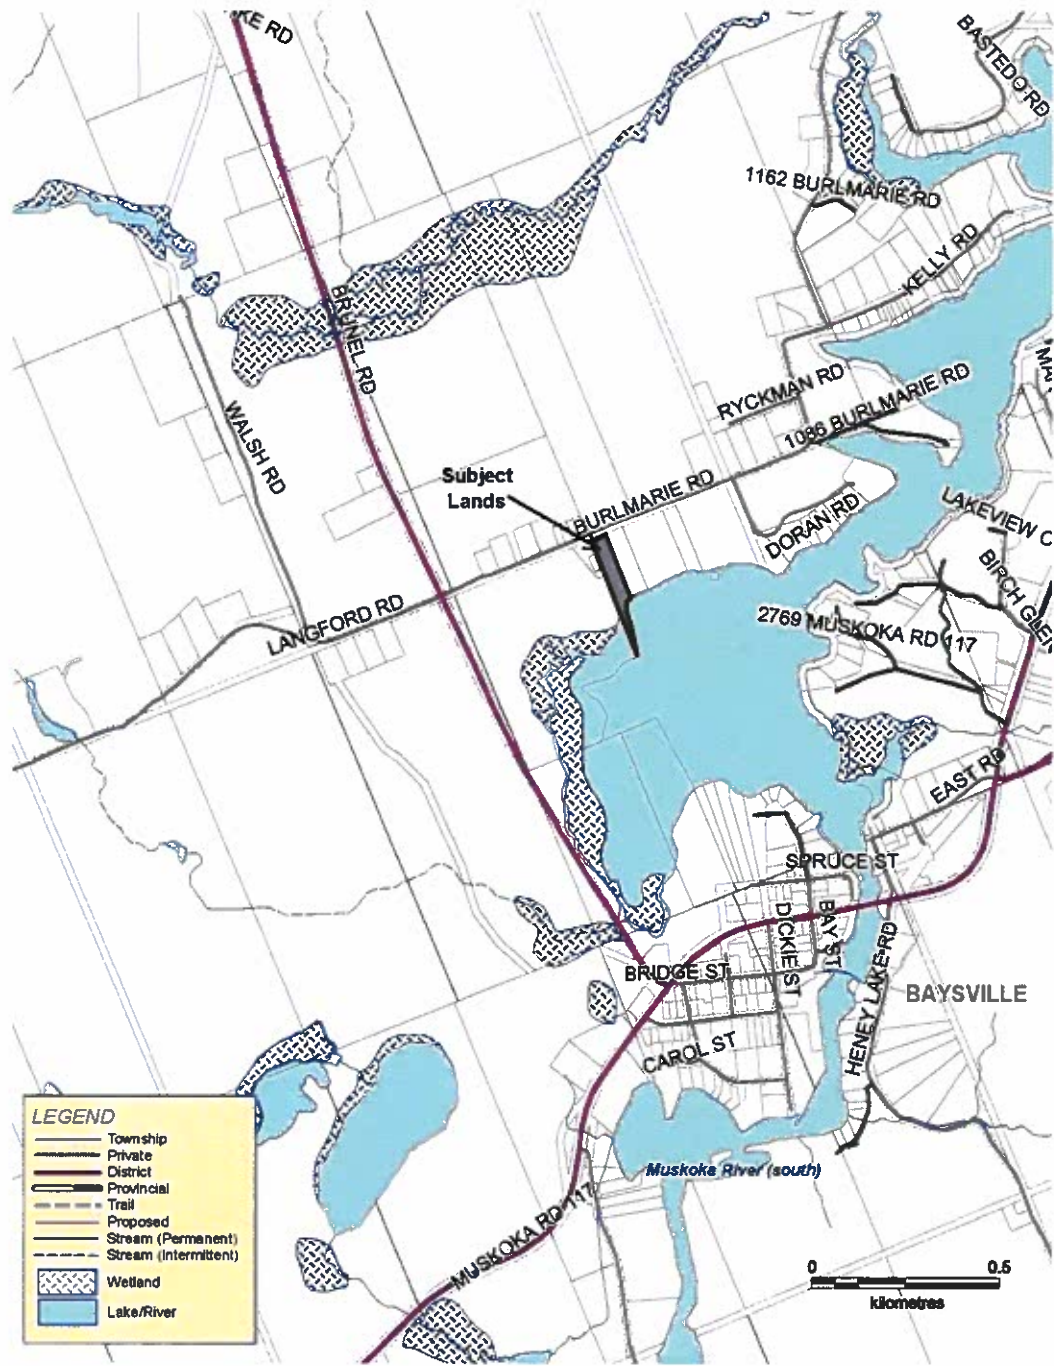 KE RD
BASTEDO RD
1162 BURLMARIE RD
KELLY RD
BRUNEL RD
RYCKMAN RD
1086 BURLMARIE RD
WALSH RD
Subject
Lands
BURLMARIE RD
DORAN RD
LAKEVIEW C
BIRCH GLEN
LANGFORD RD
2769 MUSKOKA RD 117
EAST RD
SPRUCE ST
DICKIE ST
BAY ST
BRIDGE ST
HENEY LAKE RD
BAYSVILLE
CAROL ST
Muskoka River (south)
MUSKOKA RD 117
LEGEND
Township
Private
District
Provincial
Trail
Proposed
Stream (Permanent)
Stream (Intermittent)
Wetland
Lake/River
0 0.5
kilometres